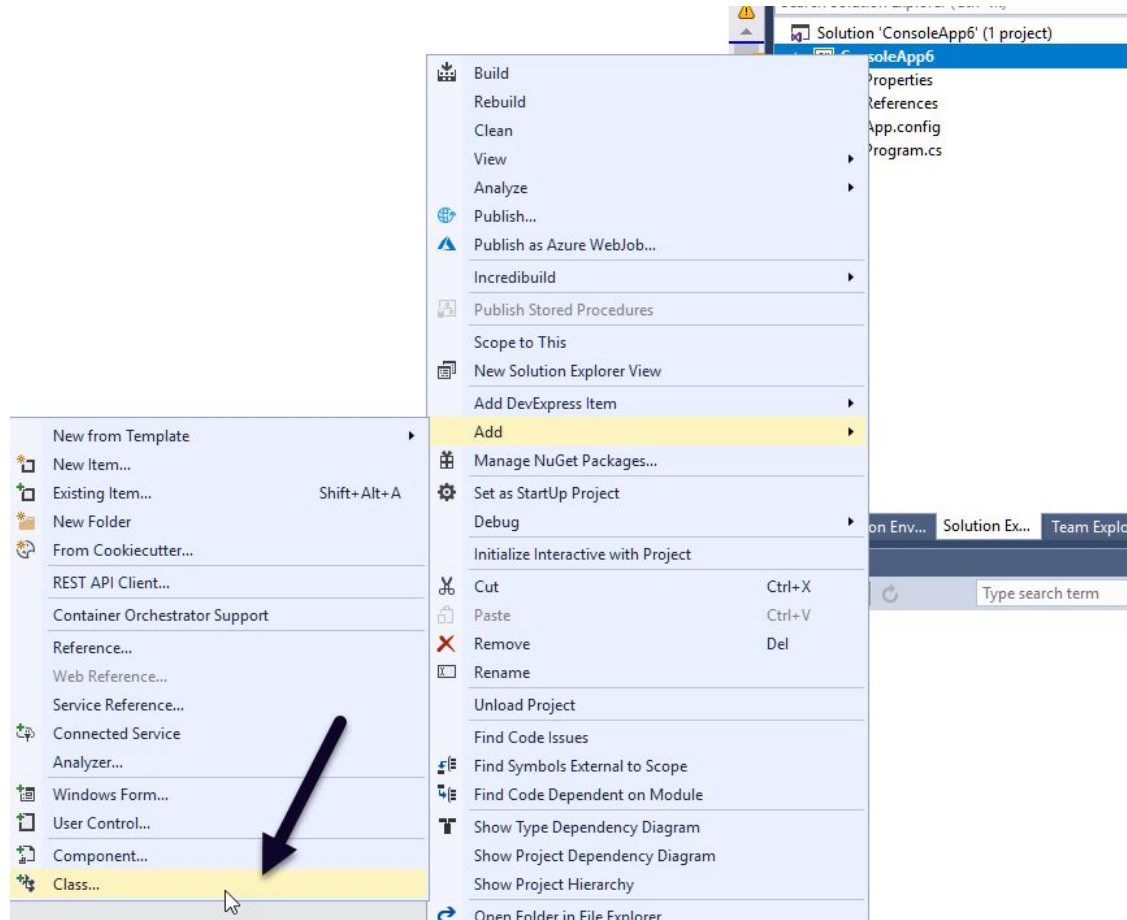 Solution 'ConsoleApp6' (1 project)
Properties
References
App.config
Program.cs
Build
Rebuild
Clean
View
Analyze
Publish...
Publish as Azure WebJob...
Incredibuild
Publish Stored Procedures
Scope to This
New Solution Explorer View
Add DevExpress Item
Add
Manage NuGet Packages...
Set as StartUp Project
Debug
Initialize Interactive with Project
Cut Ctrl+X
Paste Ctrl+V
Remove Del
Rename
Unload Project
Find Code Issues
Find Symbols External to Scope
Find Code Dependent on Module
Show Type Dependency Diagram
Show Project Dependency Diagram
Show Project Hierarchy
Open Folder in File Explorer
New from Template
New Item...
Existing Item... Shift+Alt+A
New Folder
From Cookiecutter...
REST API Client...
Container Orchestrator Support
Reference...
Web Reference...
Service Reference...
Connected Service
Analyzer...
Windows Form...
User Control...
Component...
Class...
Solution Ex... Team Explo
Type search term